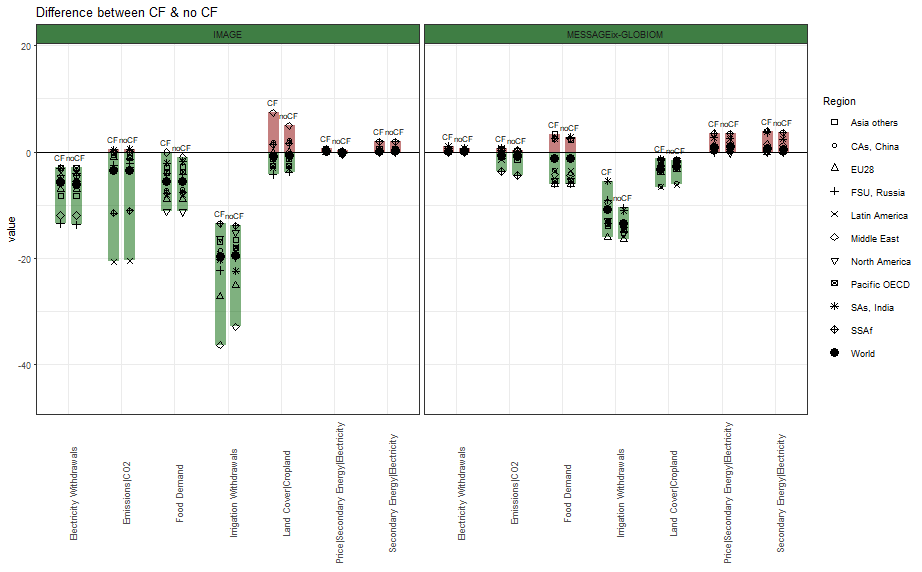 Difference between CF & no CF
IMAGE
MESSAGEix-GLOBIOM
value
20
0
-20
-40
CF noCF
CF noCF
CF noCF
CF noCF
CF noCF
CF noCF
CF noCF
CF noCF
CF noCF
CF noCF
CF noCF
CF noCF
CF noCF
CF noCF
Electricity Withdrawals
Emissions|CO2
Food Demand
Irrigation Withdrawals
Land Cover|Cropland
Price|Secondary Energy|Electricity
Secondary Energy|Electricity
Electricity Withdrawals
Emissions|CO2
Food Demand
Irrigation Withdrawals
Land Cover|Cropland
Price|Secondary Energy|Electricity
Secondary Energy|Electricity
Region
Asia others
CAs, China
EU28
FSU, Russia
Latin America
Middle East
North America
Pacific OECD
SAs, India
SSAf
World